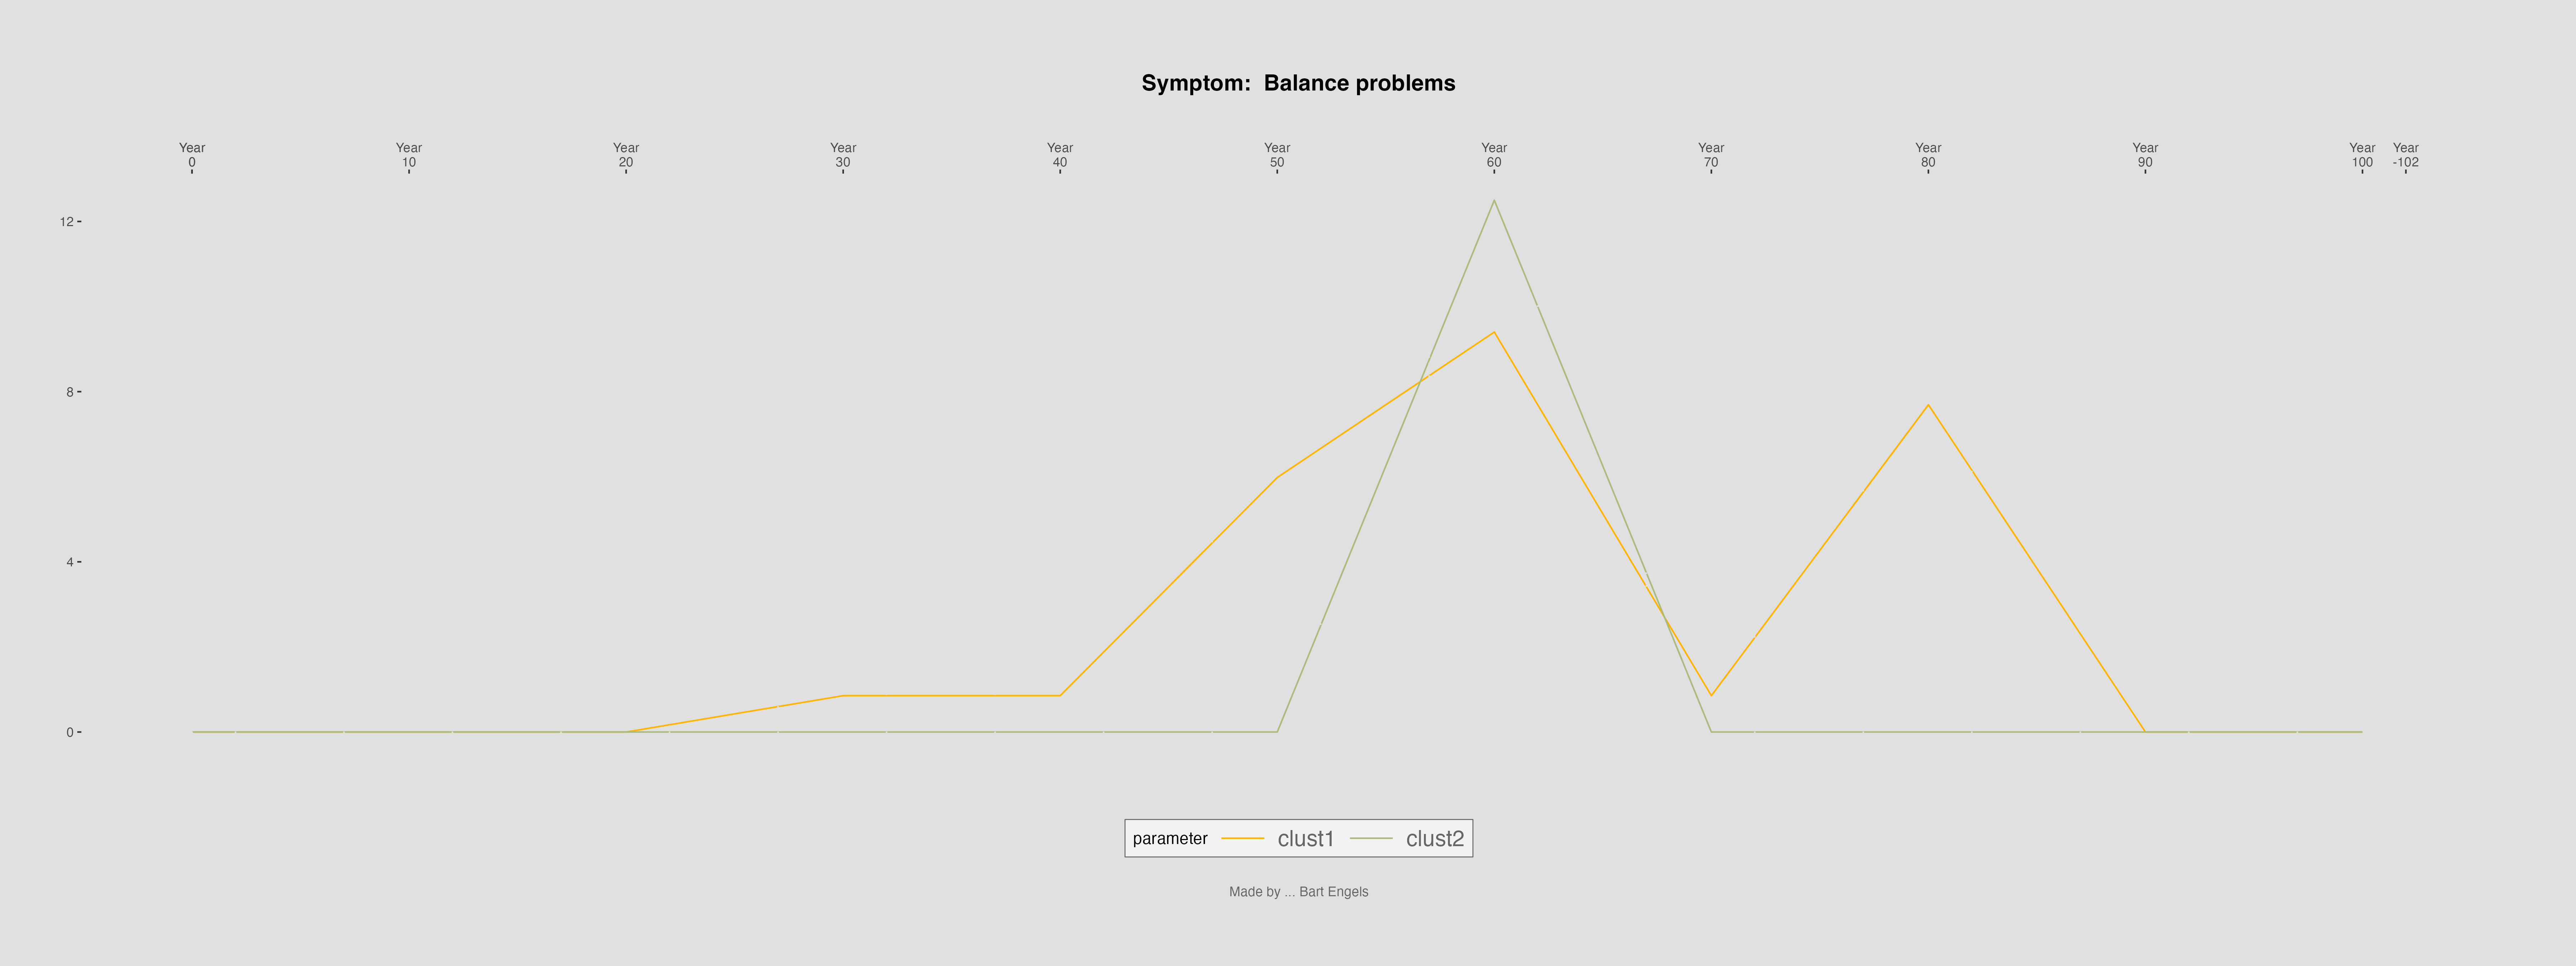 Symptom:  Balance problems
Year Year Year Year Year Year Year Year Year Year Year Year
0 10 20 30 40 50 60 70 80 90 100 -102
12
8
4
0
parameter clust1 clust2
Made by ... Bart Engels